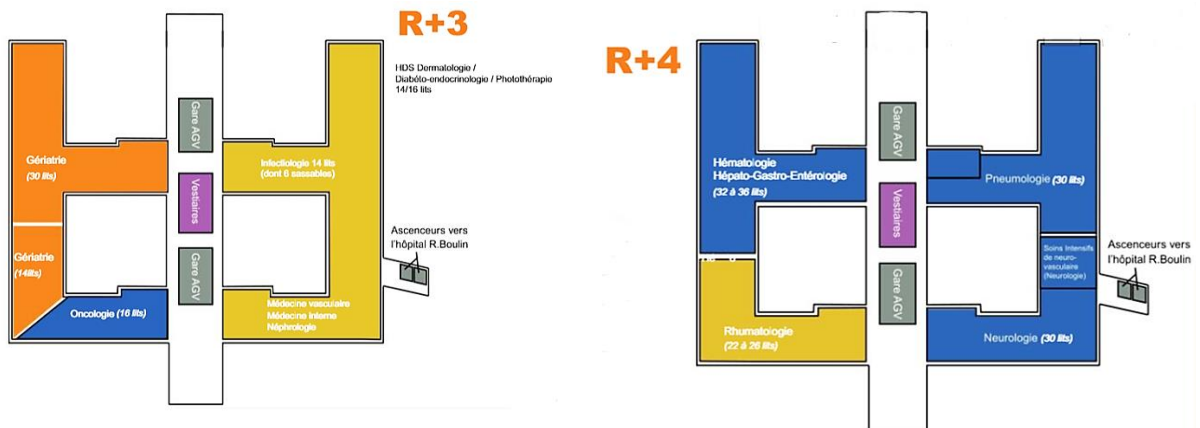 R+3
HDS Dermatologie /
Diabéto-endocrinologie / Photothérapie
14/16 lits
Gare AGV
Gériatrie
(30 lits)
Infectiologie 14 lits
(dont 6 sassables)
Vestiaires
Gériatrie
(14lits)
Gare AGV
Ascenceurs vers
l'hôpital R.Boulin
Oncologie (16 lits)
Médecine vasculaire
Médecine Interne
Néphrologie
R+4
Gare AGV
Hématologie
Hépato-Gastro-Entérologie
(32 à 36 lits)
Pneumologie (30 lits)
Vestiaires
Soins Intensifs
de neuro-
vasculaire
(Neurologie)
Ascenceurs vers
l'hôpital R.Boulin
Gare AGV
Rhumatologie
(22 à 26 lits)
Neurologie (30 lits)